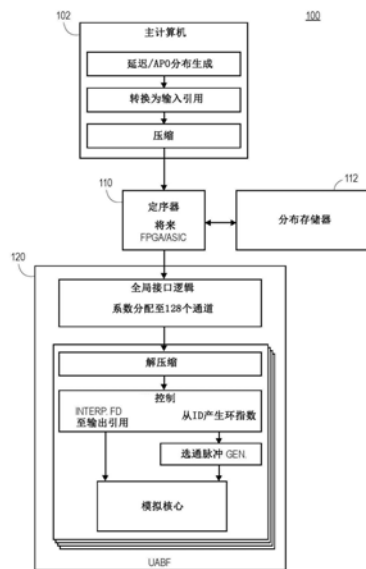 102
100
主计算机
延迟/APO分布生成
转换为输入引用
压缩
110
112
定序器
将来
FPGA/ASIC
分布存储器
120
全局接口逻辑
系数分配至128个通道
解压缩
控制
INTERP. FD
至输出引用
从ID产生环指数
选通脉冲 GEN.
模拟核心
UABF